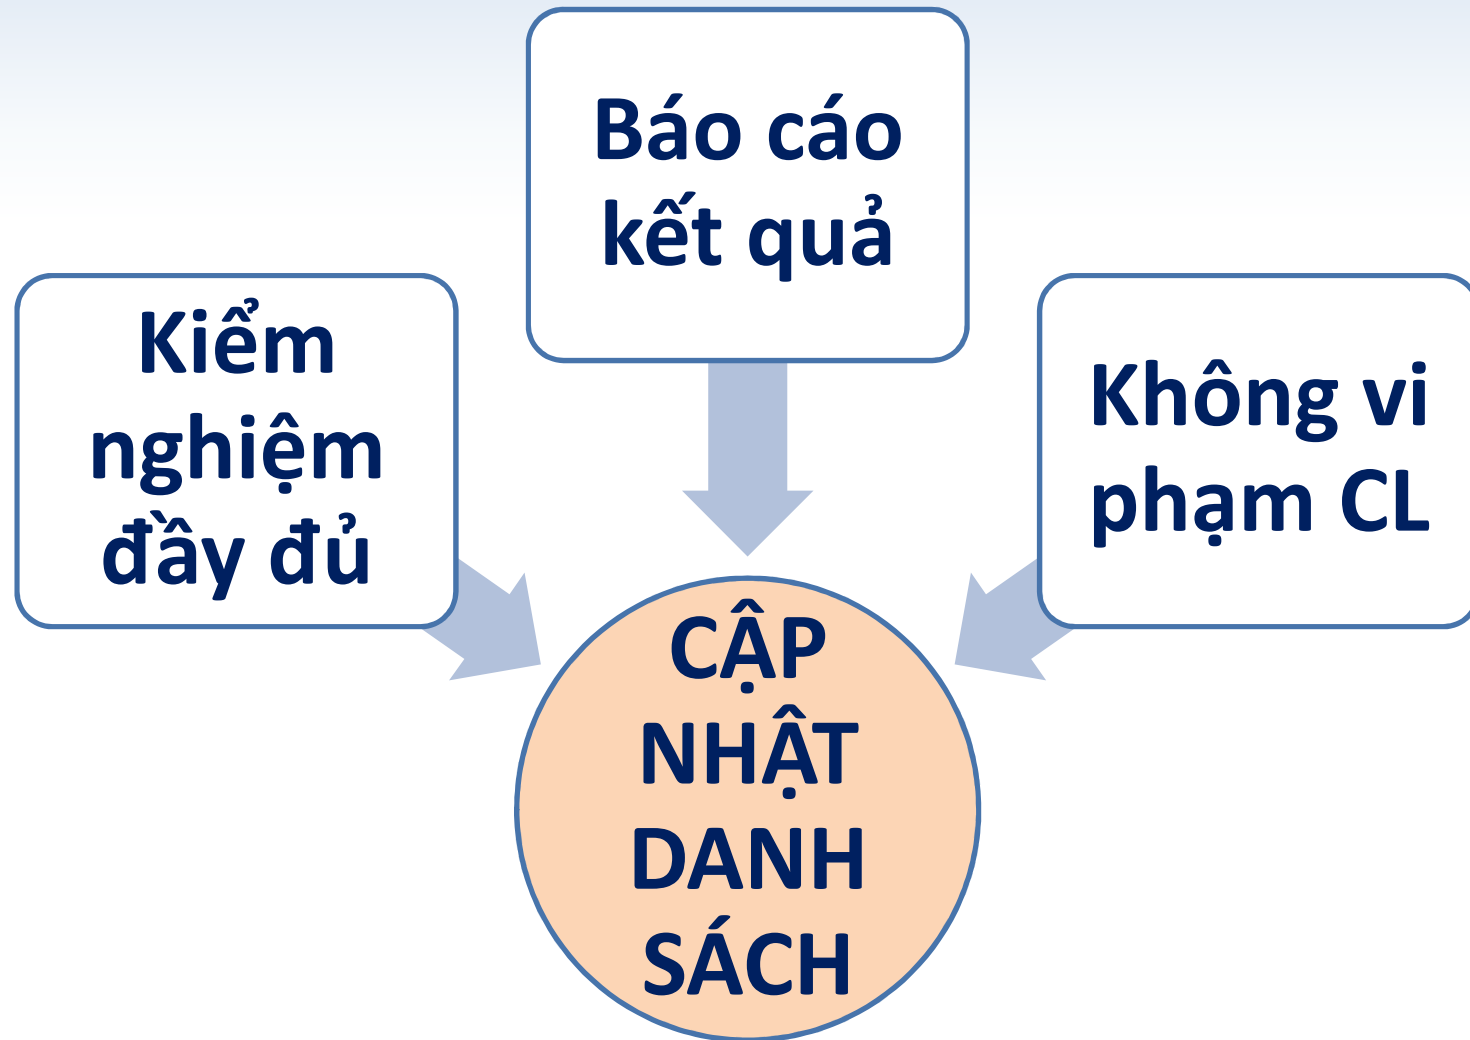 Báo cáo
kết quả
Kiểm
nghiệm
đầy đủ
Không vi
phạm CL
CẬP
NHẬT
DANH
SÁCH